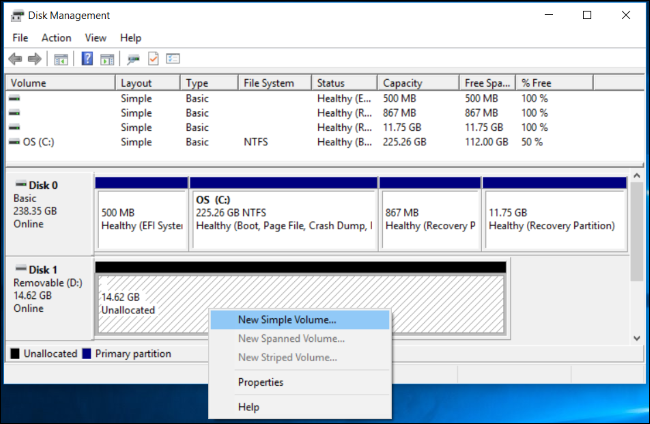 Disk Management
File Action View Help
Volume Layout Type File System Status Capacity Free Spa... % Free
Simple Basic Healthy (E... 500 MB 500 MB 100 %
Simple Basic Healthy (R... 867 MB 867 MB 100 %
Simple Basic Healthy (R... 11.75 GB 11.75 GB 100 %
OS (C:) Simple Basic NTFS Healthy (B... 225.26 GB 112.00 GB 50 %
Disk 0
Basic
238.35 GB
Online
500 MB
Healthy (EFI System
OS (C:)
225.26 GB NTFS
Healthy (Boot, Page File, Crash Dump, I
867 MB
Healthy (Recovery P
11.75 GB
Healthy (Recovery Partition)
Disk 1
Removable (D:)
14.62 GB
Online
14.62 GB
Unallocated
New Simple Volume...
New Spanned Volume...
New Striped Volume...
Properties
Help
Unallocated Primary partition